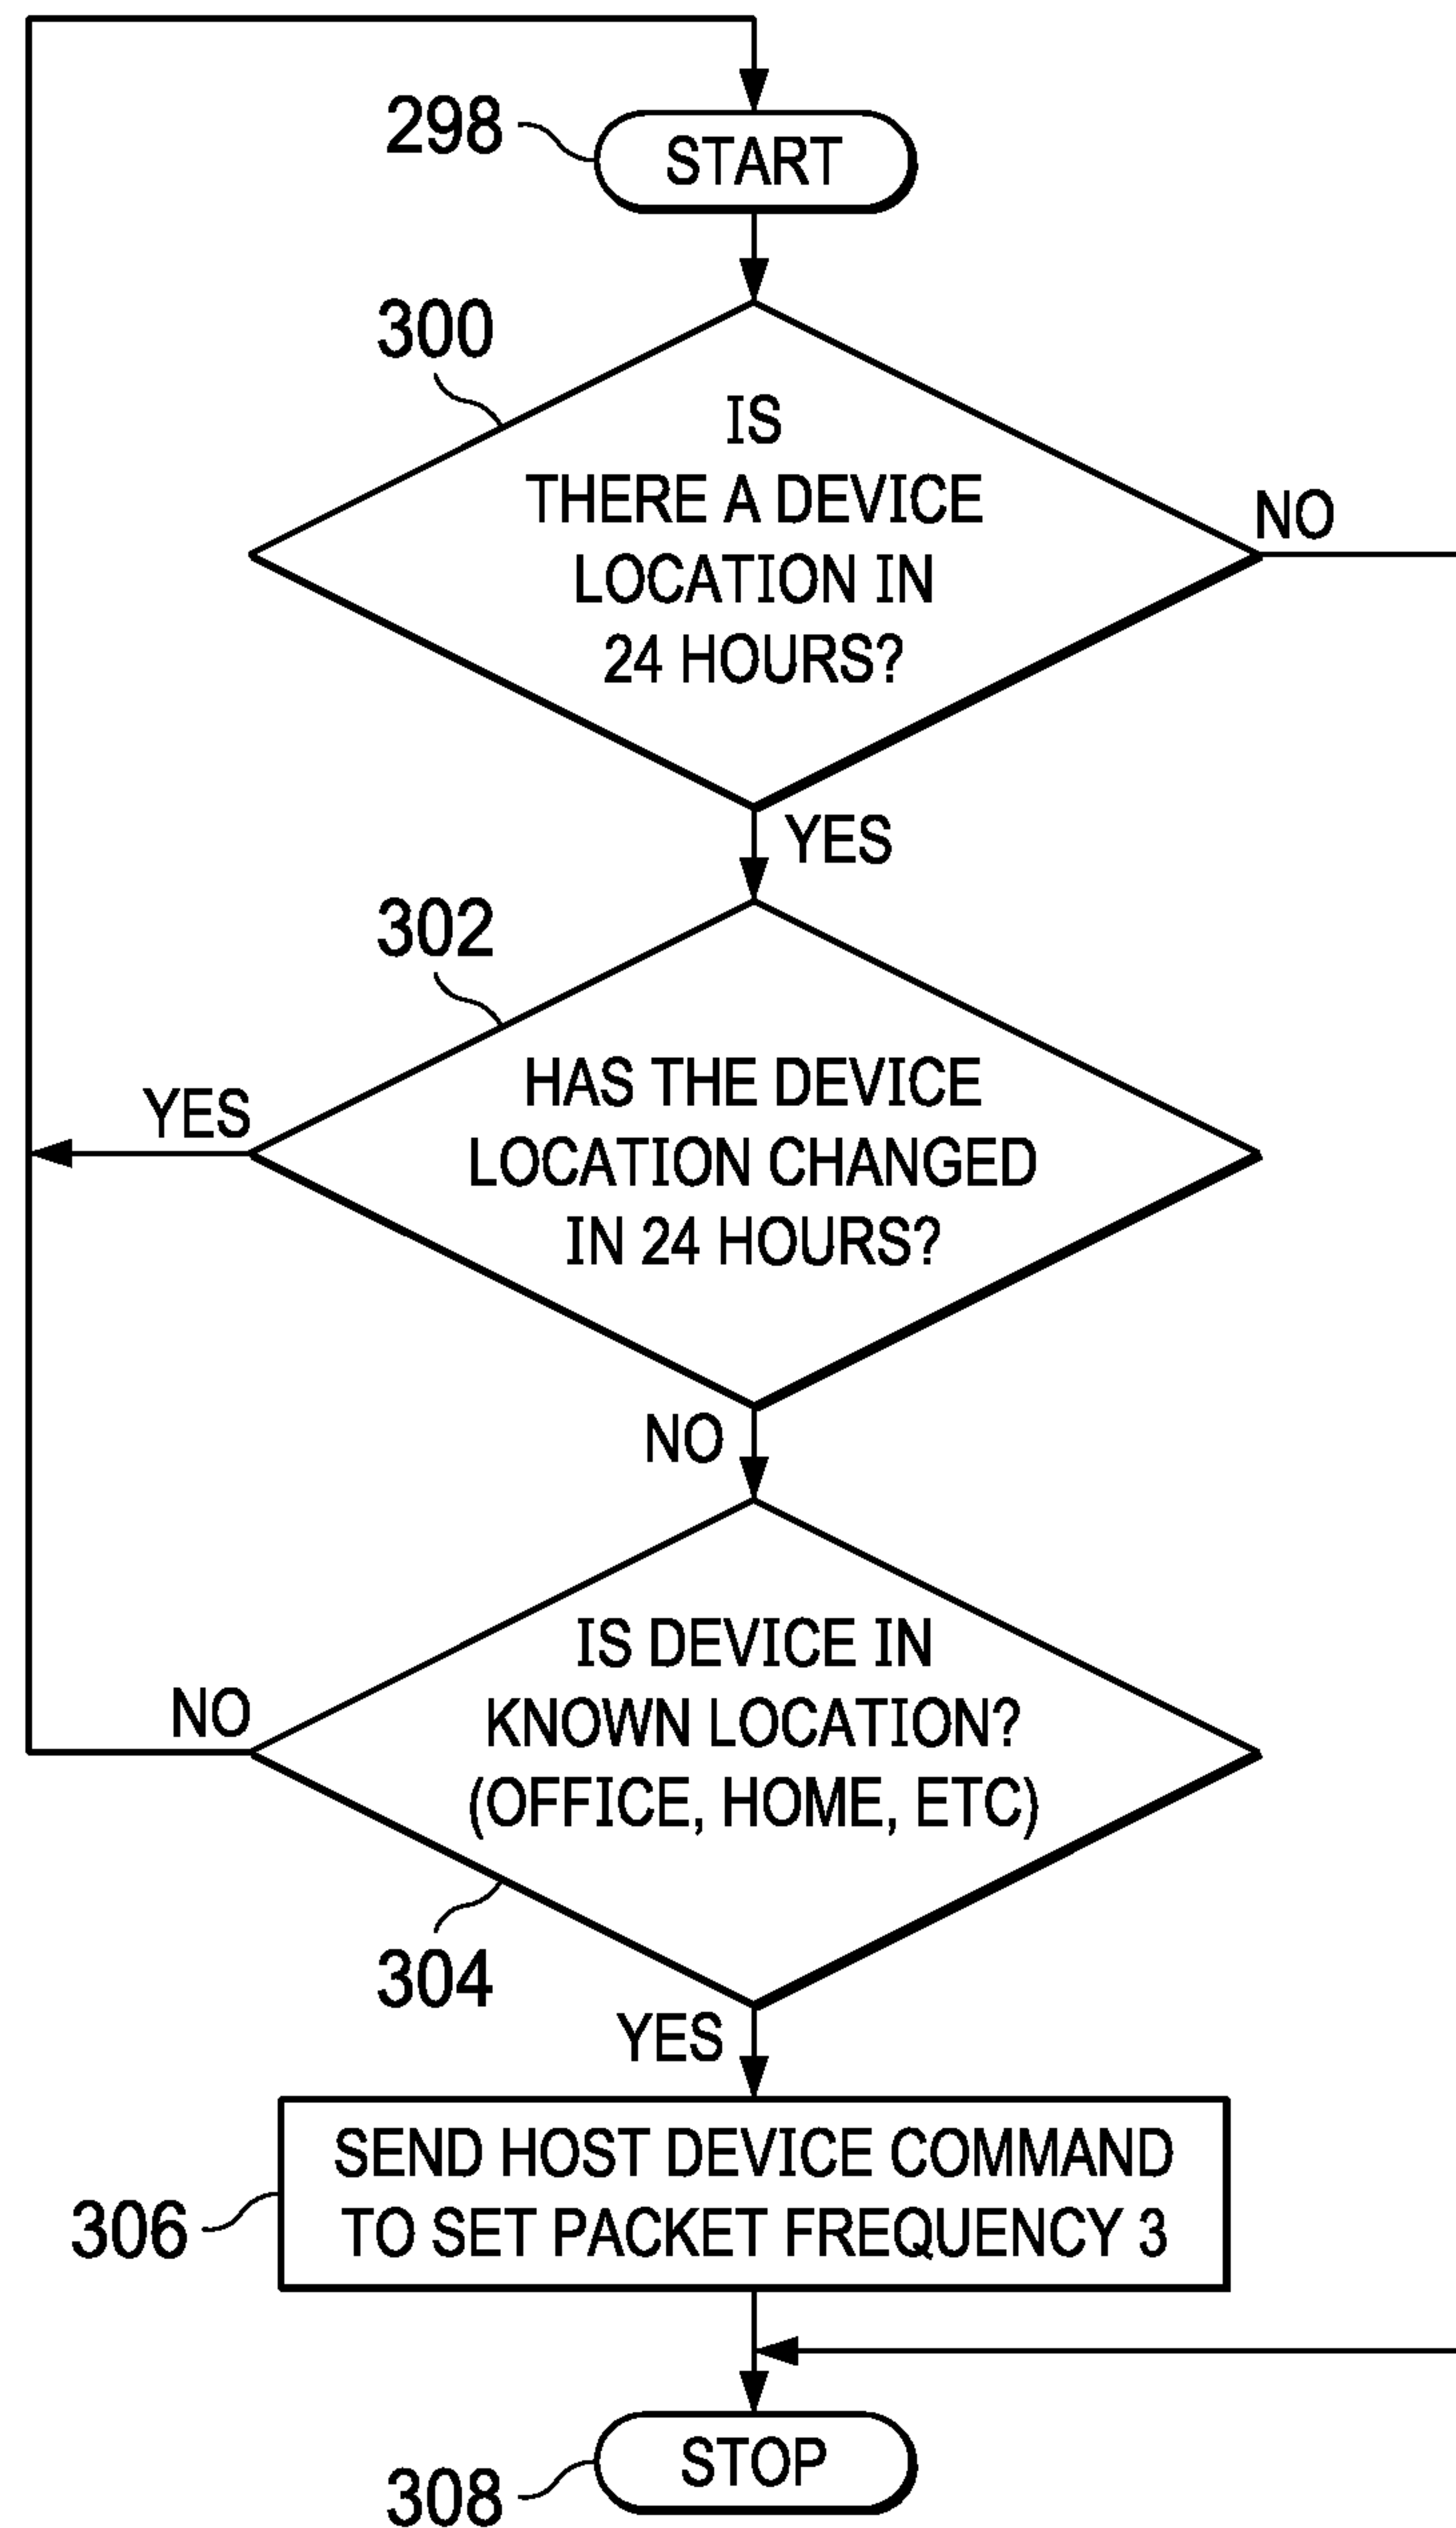 298
START
300
IS
THERE A DEVICE
LOCATION IN
24 HOURS?
NO
YES
302
HAS THE DEVICE
LOCATION CHANGED
IN 24 HOURS?
YES
NO
IS DEVICE IN
KNOWN LOCATION?
(OFFICE, HOME, ETC)
NO
304
YES
SEND HOST DEVICE COMMAND
TO SET PACKET FREQUENCY 3
306
STOP
308